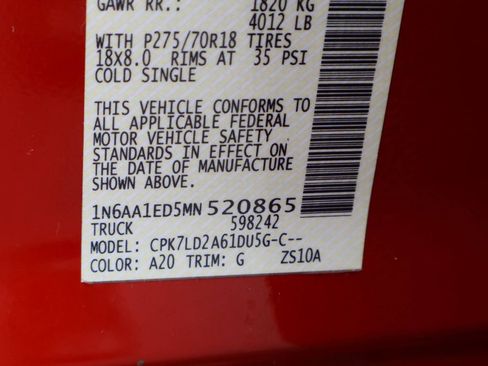 GAWR RR.: 1820 KG
4012 LB
WITH P275/70R18 TIRES
18X8.0 RIMS AT 35 PSI
COLD SINGLE
THIS VEHICLE CONFORMS TO
ALL APPLICABLE FEDERAL
MOTOR VEHICLE SAFETY
STANDARDS IN EFFECT ON
THE DATE OF MANUFACTURE
SHOWN ABOVE.
1N6AA1ED5MN 520865
TRUCK 598242
MODEL: CPK7LD2A61DU5G-C--
COLOR: A20 TRIM: G ZS10A